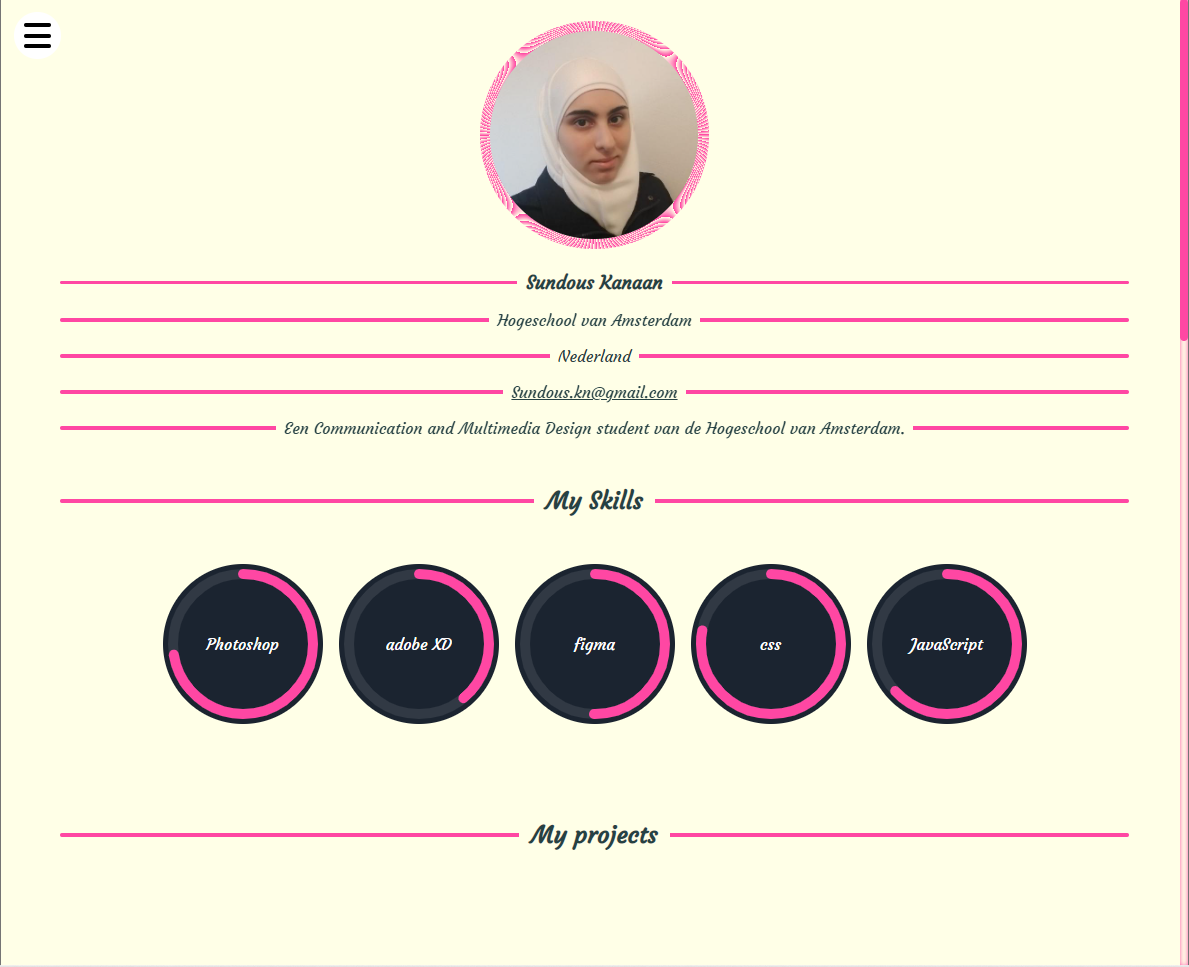 Sundous Kanaan
Hogeschool van Amsterdam
Nederland
Sundous.kn@gmail.com
Een Communication and Multimedia Design student van de Hogeschool van Amsterdam.
My Skills
Photoshop
adobe XD
figma
css
JavaScript
My projects